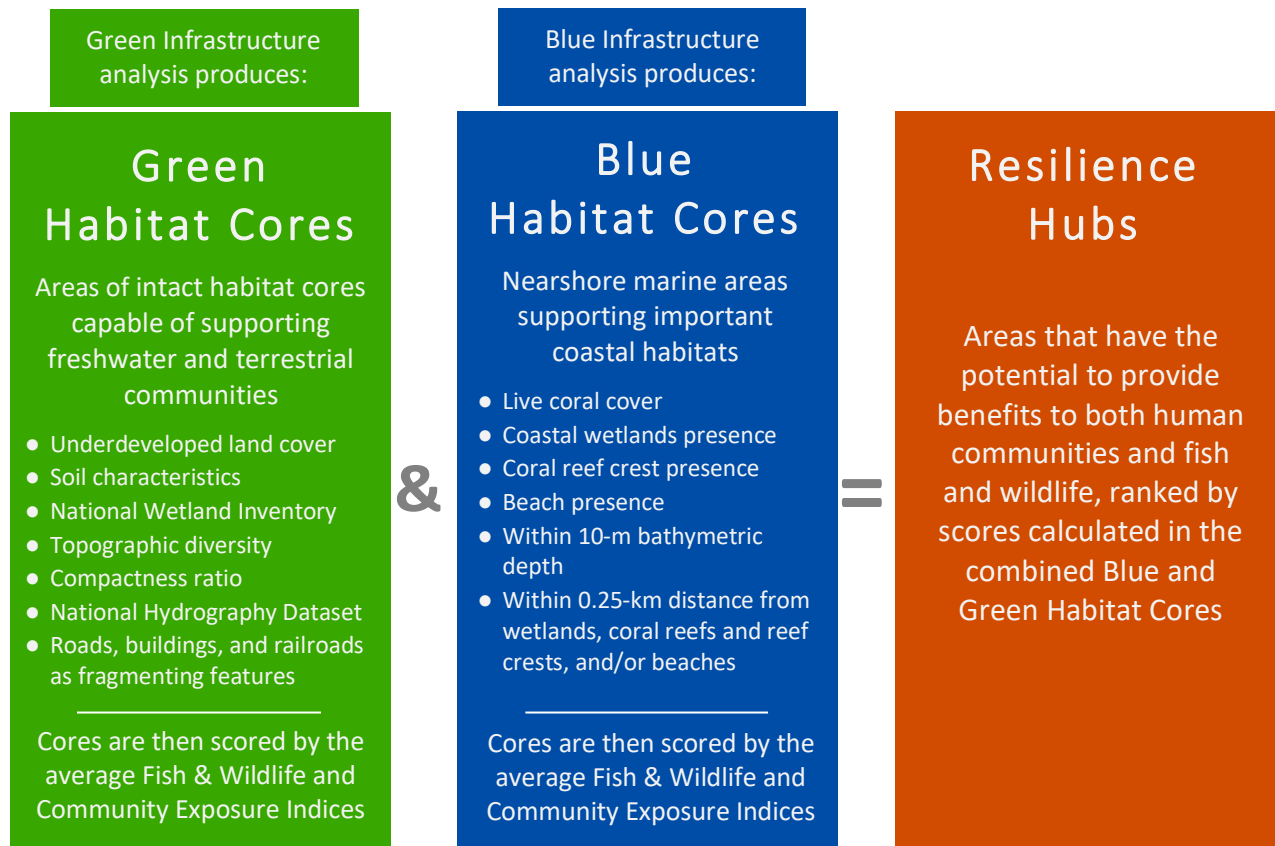 Green Infrastructure
analysis produces:
Green
Habitat Cores
Areas of intact habitat cores
capable of supporting
freshwater and terrestrial
communities
● Underdeveloped land cover
● Soil characteristics
● National Wetland Inventory
● Topographic diversity
● Compactness ratio
● National Hydrography Dataset
● Roads, buildings, and railroads
as fragmenting features
Cores are then scored by the
average Fish & Wildlife and
Community Exposure Indices
&
Blue Infrastructure
analysis produces:
Blue
Habitat Cores
Nearshore marine areas
supporting important
coastal habitats
● Live coral cover
● Coastal wetlands presence
● Coral reef crest presence
● Beach presence
● Within 10-m bathymetric
depth
● Within 0.25-km distance from
wetlands, coral reefs and reef
crests, and/or beaches
Cores are then scored by the
average Fish & Wildlife and
Community Exposure Indices
=
Resilience
Hubs
Areas that have the
potential to provide
benefits to both human
communities and fish
and wildlife, ranked by
scores calculated in the
combined Blue and
Green Habitat Cores